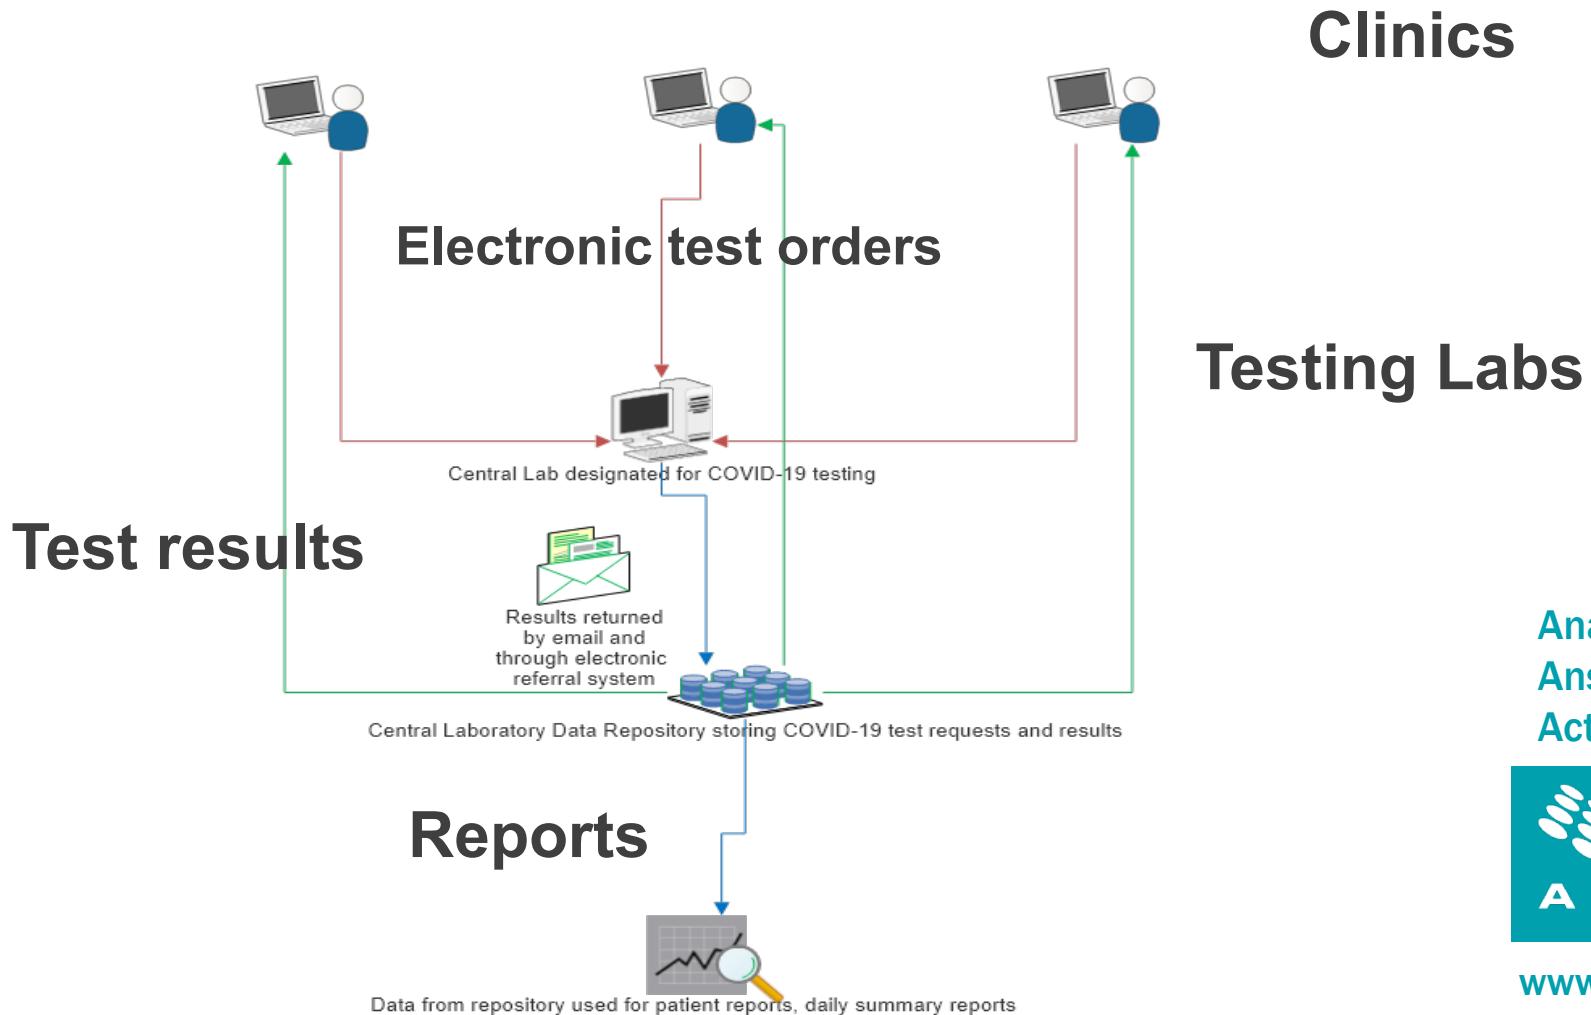 Clinics
Electronic test orders
Testing Labs
Central Lab designated for COVID-19 testing
Test results
Results returned
by email and
through electronic
referral system
Central Laboratory Data Repository storing COVID-19 test requests and results
Reports
Data from repository used for patient reports, daily summary reports
A
www